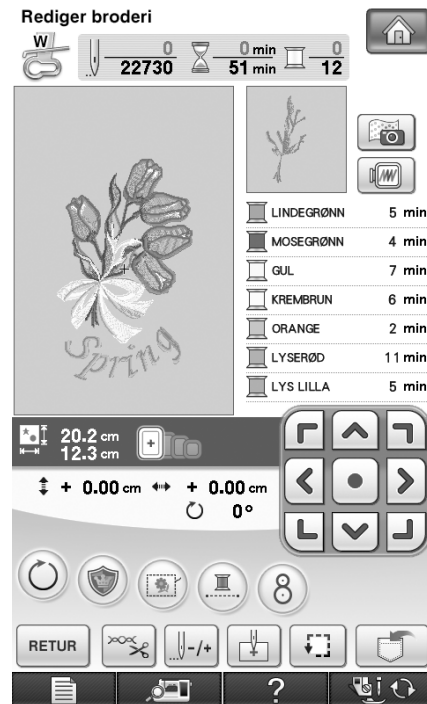 Rediger broderi
W
0 0 min 0
22730 51 min 12
LINDEGRØNN 5 min
MOSEGRØNN 4 min
GUL 7 min
KREMBRUN 6 min
ORANGE 2 min
LYSERØD 11 min
LYS LILLA 5 min
Spring
20.2 cm
12.3 cm
+ 0.00 cm + 0.00 cm
0°
RETUR -/+
?